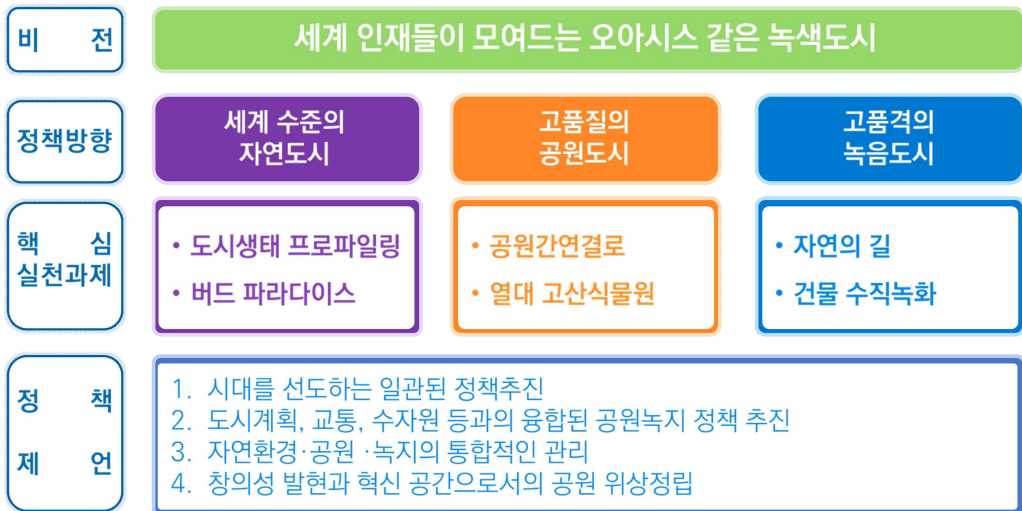 비 전
세계 인재들이 모여드는 오아시스 같은 녹색도시
정책방향
세계 수준의
자연도시
고품질의
공원도시
고품격의
녹음도시
핵 심
실천과제
• 도시생태 프로파일링
• 버드 파라다이스
• 공원간연결로
• 열대 고산식물원
• 자연의 길
• 건물 수직녹화
정 책
제 언
1. 시대를 선도하는 일관된 정책추진
2. 도시계획, 교통, 수자원 등과의 융합된 공원녹지 정책 추진
3. 자연환경·공원 ·녹지의 통합적인 관리
4. 창의성 발현과 혁신 공간으로서의 공원 위상정립